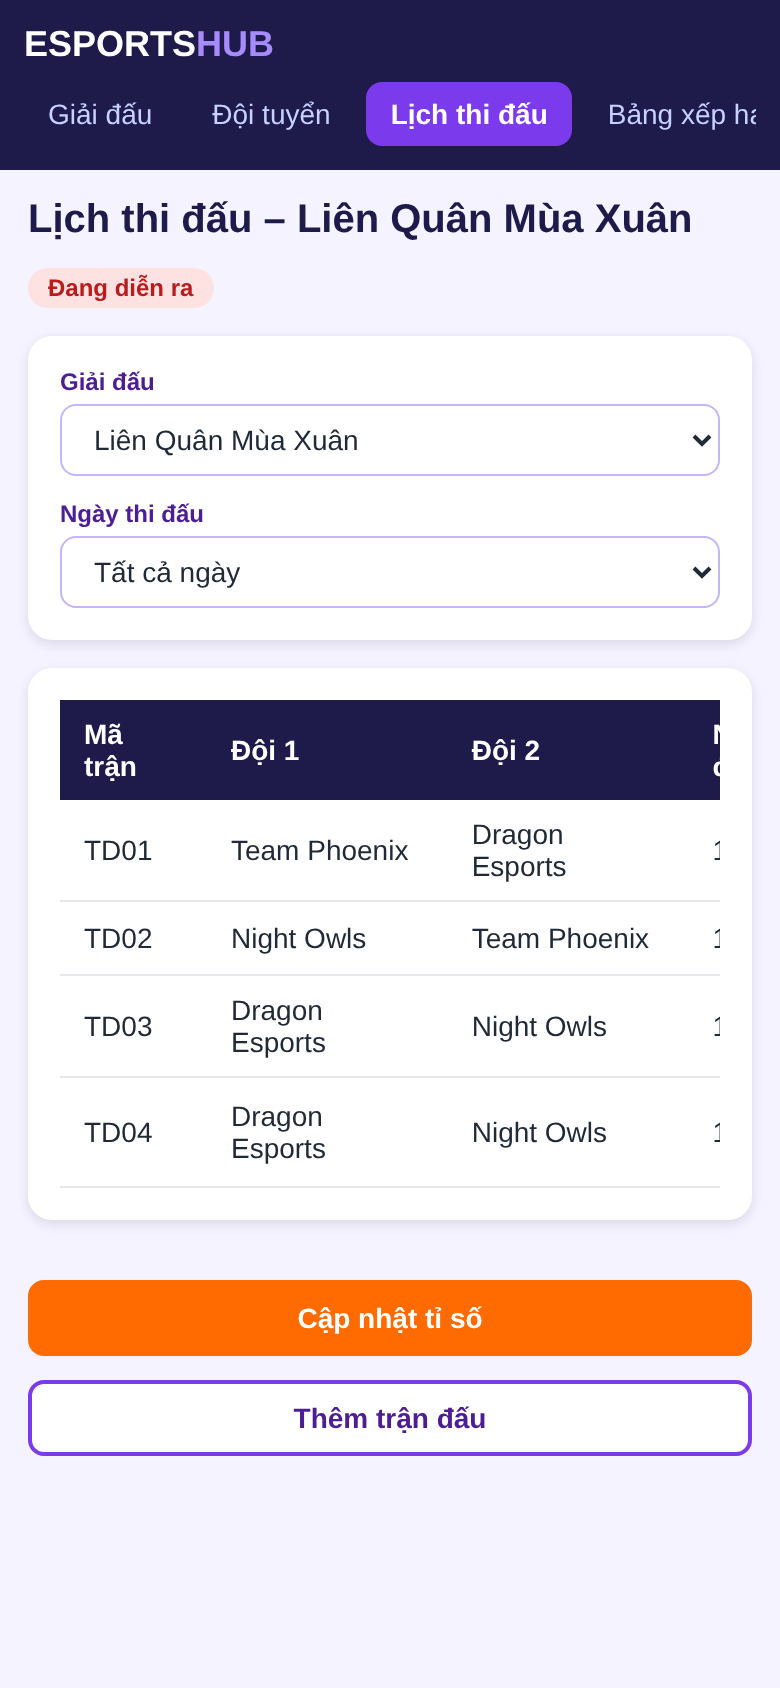 ESPORTSHUB
Giải đấu Đội tuyển Lịch thi đấu Bảng xếp
Lịch thi đấu – Liên Quân Mùa Xuân
Đang diễn ra
Giải đấu
Liên Quân Mùa Xuân
Ngày thi đấu
Tất cả ngày
Mã trận Đội 1 Đội 2
TD01 Team Phoenix Dragon Esports
TD02 Night Owls Team Phoenix
TD03 Dragon Esports Night Owls
TD04 Dragon Esports Night Owls
Cập nhật tỉ số
Thêm trận đấu